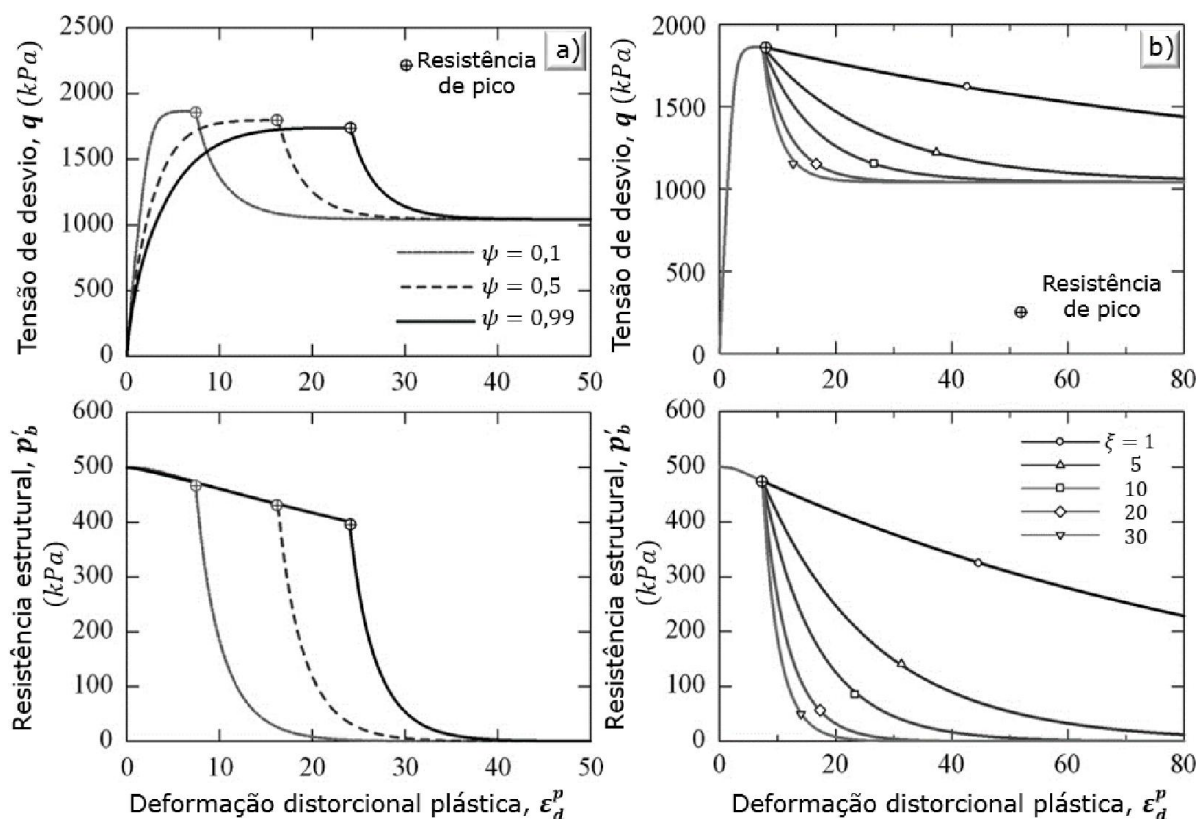 Tensão de desvio, q (kPa)
2500
2000
1500
1000
500
0
0 10 20 30 40 50
Resistência
de pico
a)
ψ = 0,1
ψ = 0,5
ψ = 0,99
Tensão de desvio, q (kPa)
2000
1500
1000
500
0
0 20 40 60 80
b)
Resistência
de pico
Resistência estrutural, p′b
(kPa)
600
500
400
300
200
100
0
0 10 20 30 40 50
Deformação distorcional plástica, εpd
Resistência estrutural, p′b
(kPa)
600
500
400
300
200
100
0
0 20 40 60 80
ξ = 1
5
10
20
30
Deformação distorcional plástica, εpd